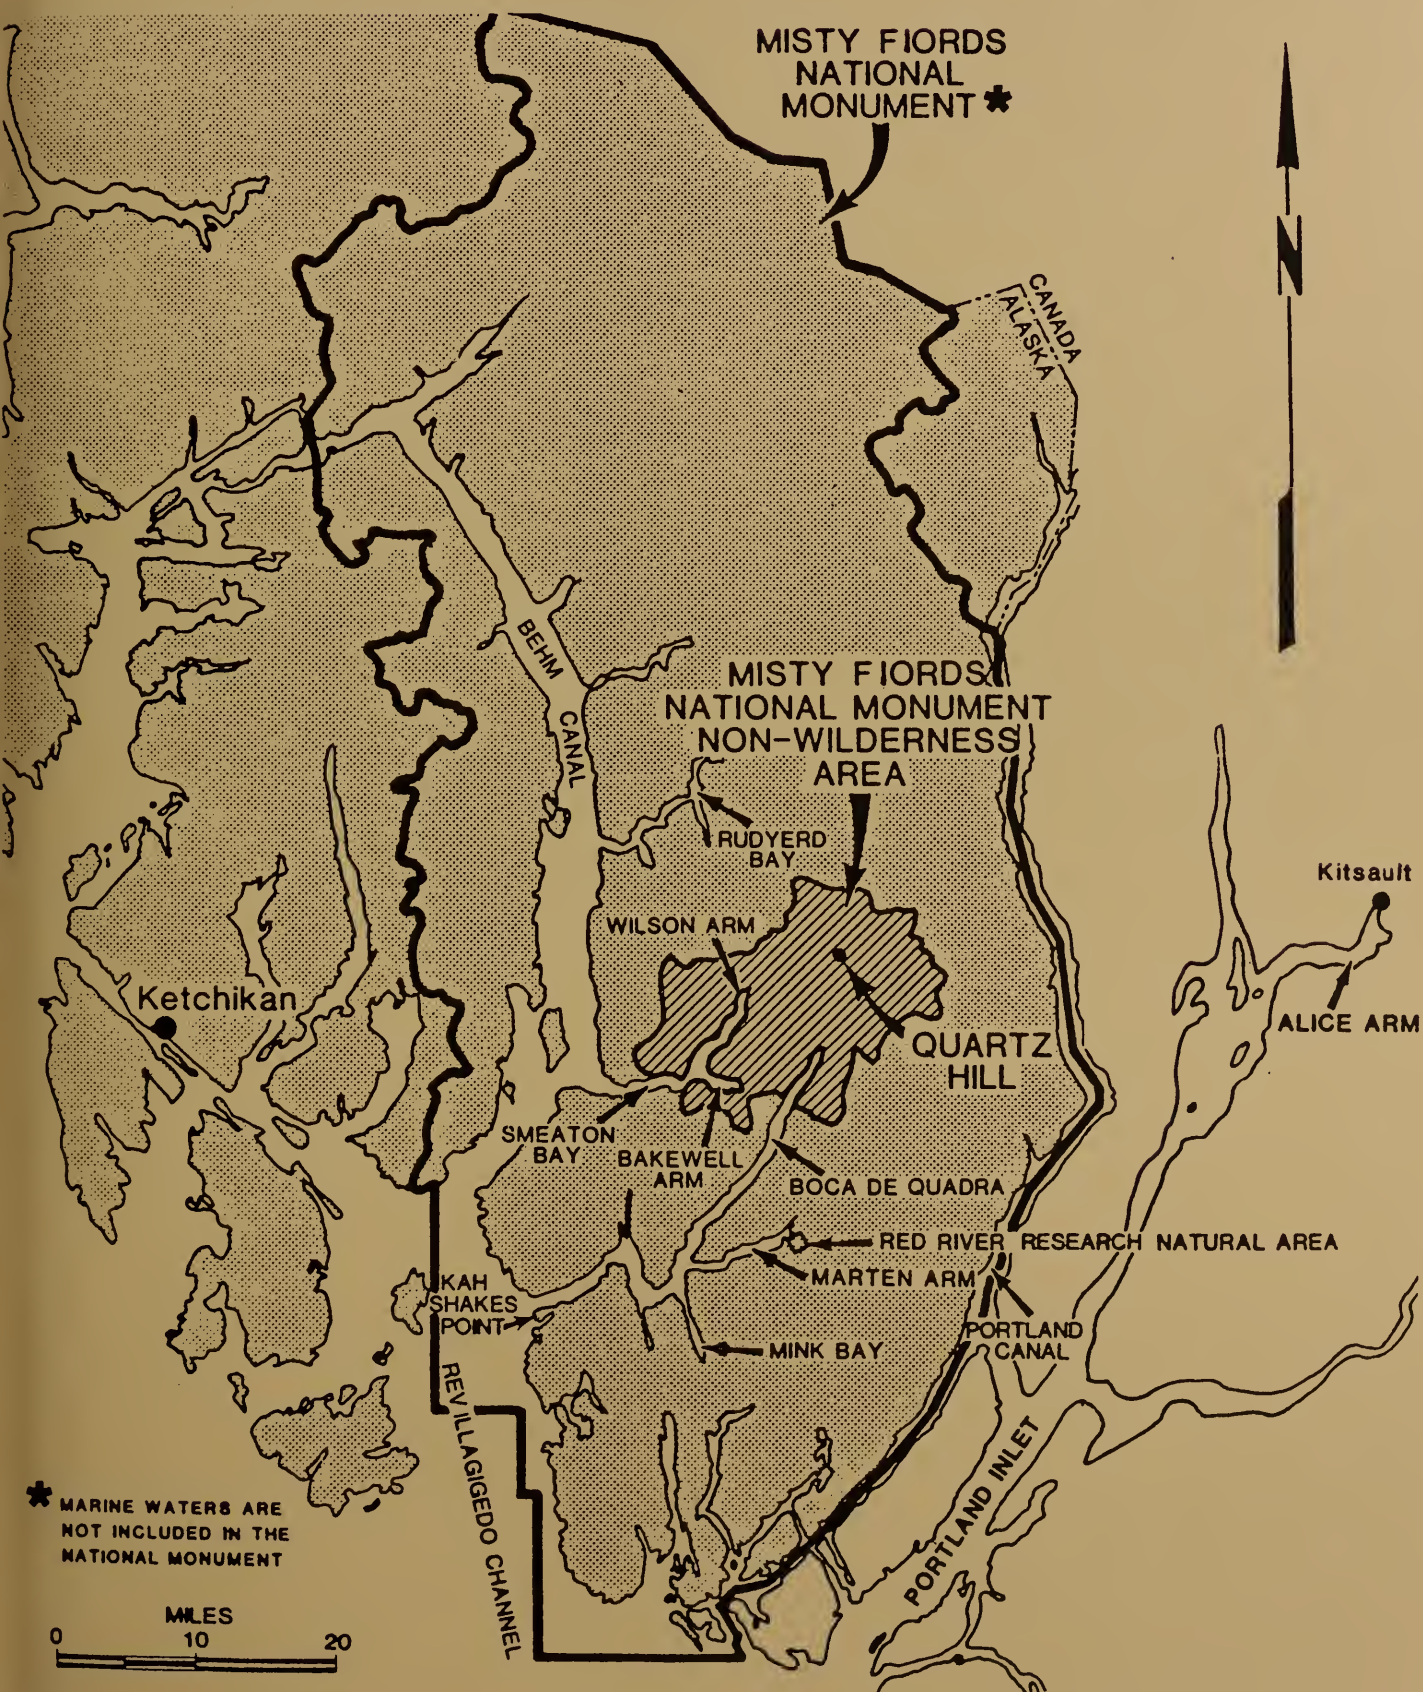 MISTY FIORDS
NATIONAL
MONUMENT *
N
CANADA
ALASKA
BEHM
CANAL
MISTY FIORDS
NATIONAL MONUMENT
NON-WILDERNESS
AREA
RUDYERD
BAY
Kitsault
WILSON ARM
Ketchikan
ALICE ARM
QUARTZ
HILL
SMEATON
BAY
BAKEWELL
ARM
BOCA DE QUADRA
RED RIVER RESEARCH NATURAL AREA
MARTEN ARM
KAH
SHAKES
POINT
PORTLAND
CANAL
MINK BAY
REVILLAGIGEDO CHANNEL
PORTLAND INLET
* MARINE WATERS ARE
NOT INCLUDED IN THE
NATIONAL MONUMENT
MILES
0 10 20